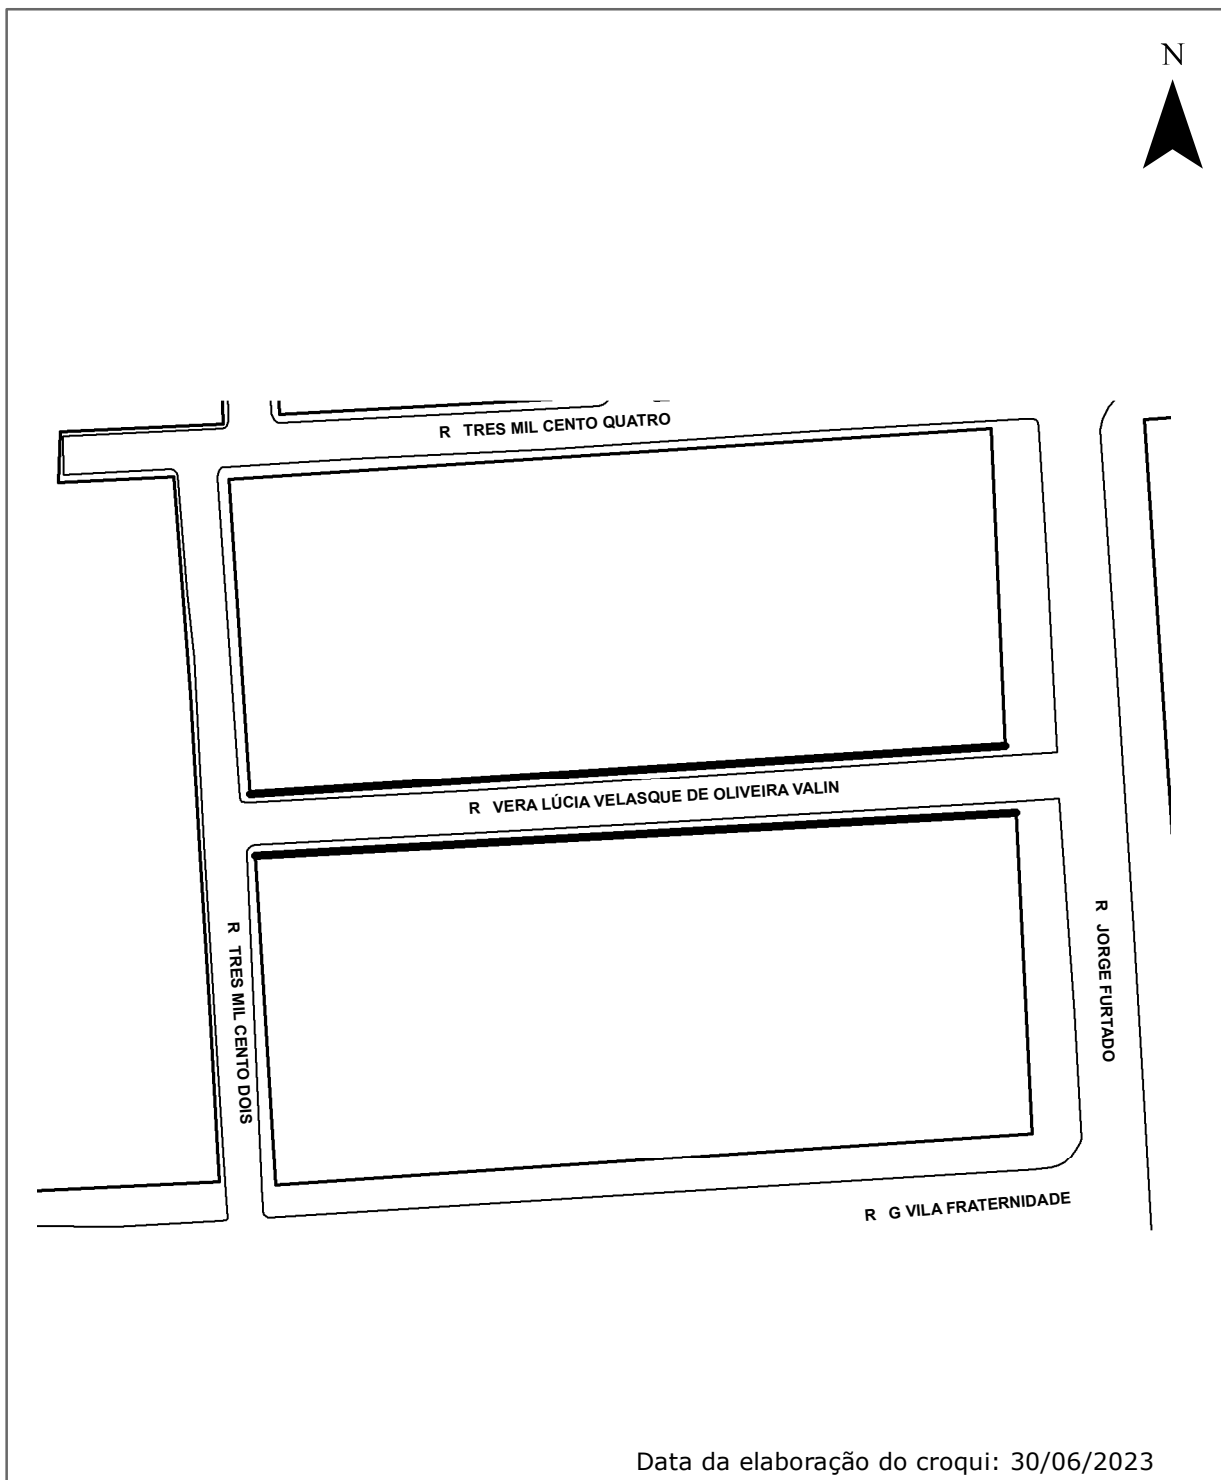 N
R TRES MIL CENTO QUATRO
R VERA LÚCIA VELASQUE DE OLIVEIRA VALIN
R TRES MIL CENTO DOIS
R JORGE FURTADO
R G VILA FRATERNIDADE
Data da elaboração do croqui: 30/06/2023